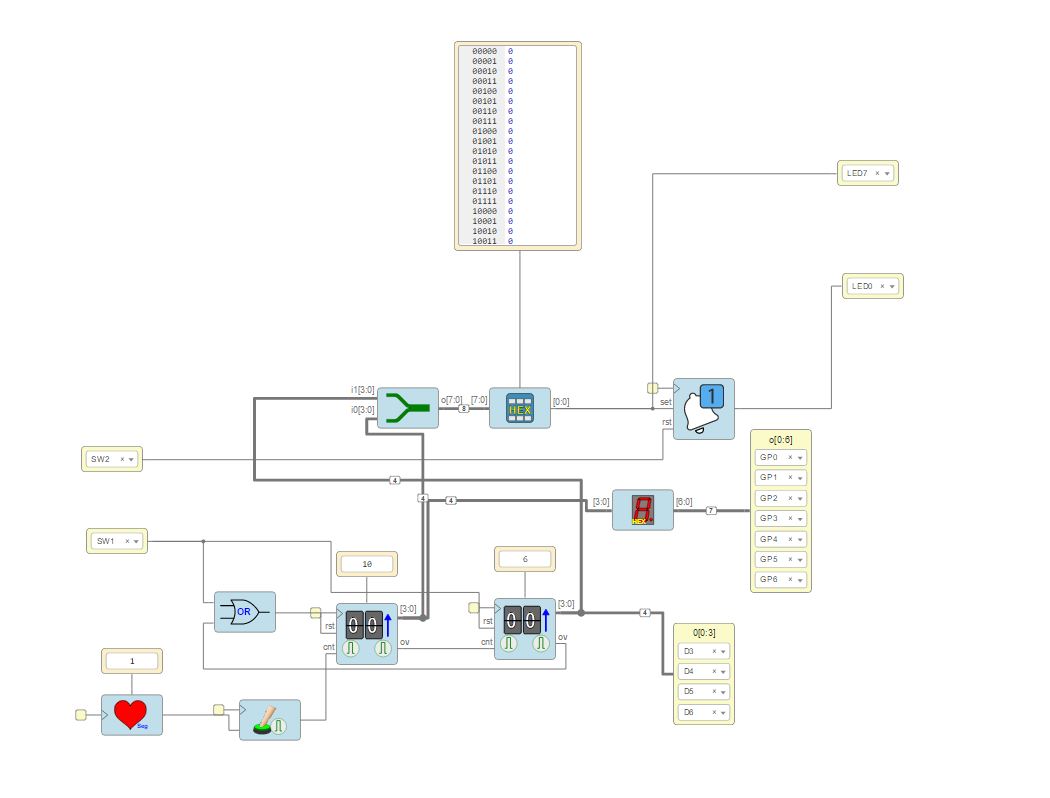 00000 0
00001 0
00010 0
00011 0
00100 0
00101 0
00110 0
00111 0
01000 0
01001 0
01010 0
01011 0
01100 0
01101 0
01110 0
01111 0
10000 0
10001 0
10010 0
10011 0
LED7 ×
LED0 ×
i1[3:0]
i0[3:0]
o[7:0]
8
[7:0]
HEX
[0:0]
1
set
rst
SW2 ×
4
4
4
[3:0]
HEX
[6:0]
7
o[0:6]
GP0 ×
GP1 ×
GP2 ×
GP3 ×
GP4 ×
GP5 ×
GP6 ×
SW1 ×
10
6
OR
rst
cnt
0 0
[3:0]
ov
rst
cnt
0 0
[3:0]
ov
4
0[0:3]
D3 ×
D4 ×
D5 ×
D6 ×
1
Seg